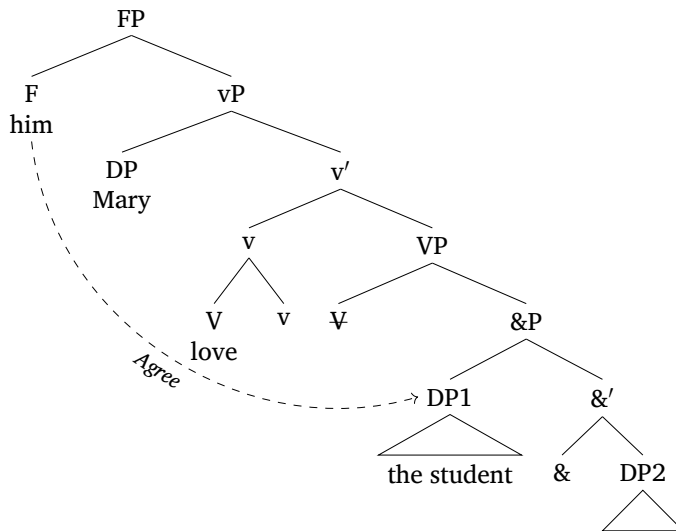 FP
F
vP
him
DP
v′
Mary
v
VP
V
v
V
&P
love
Agree
DP1
&′
the student
&
DP2